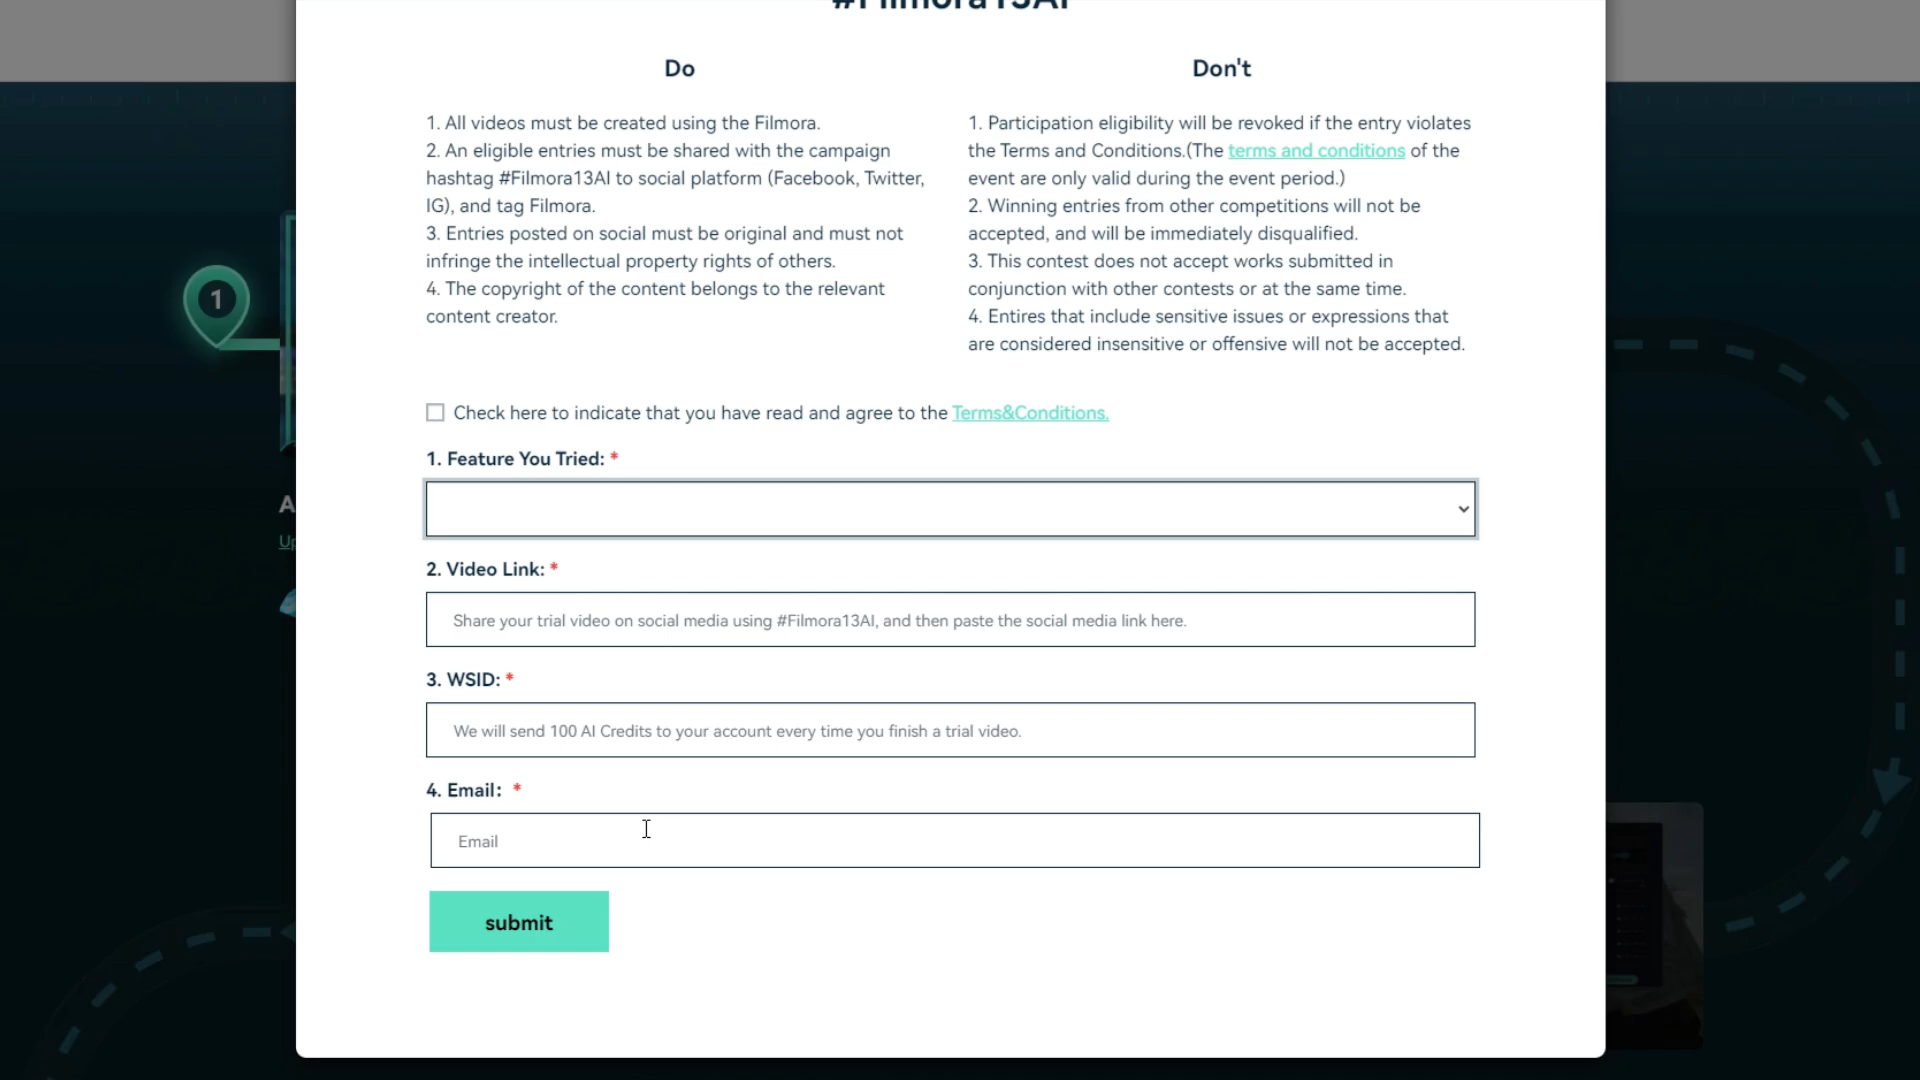 #Filmora13AI
Do
1. All videos must be created using the Filmora.
2. An eligible entries must be shared with the campaign
hashtag #Filmora13AI to social platform (Facebook, Twitter,
IG), and tag Filmora.
3. Entries posted on social must be original and must not
infringe the intellectual property rights of others.
4. The copyright of the content belongs to the relevant
content creator.
Don't
1. Participation eligibility will be revoked if the entry violates
the Terms and Conditions.(The terms and conditions of the
event are only valid during the event period.)
2. Winning entries from other competitions will not be
accepted, and will be immediately disqualified.
3. This contest does not accept works submitted in
conjunction with other contests or at the same time.
4. Entires that include sensitive issues or expressions that
are considered insensitive or offensive will not be accepted.
1
Check here to indicate that you have read and agree to the Terms&Conditions.
1. Feature You Tried: *
2. Video Link: *
Share your trial video on social media using #Filmora13AI, and then paste the social media link here.
3. WSID: *
We will send 100 AI Credits to your account every time you finish a trial video.
4. Email: *
Email
submit
A
Up